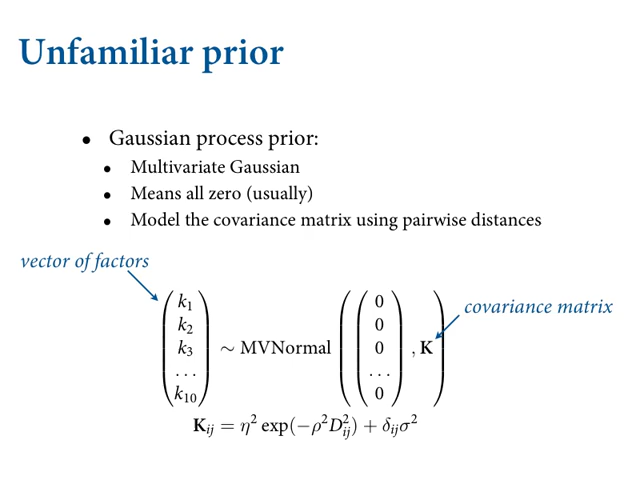 Unfamiliar prior
• Gaussian process prior:
• Multivariate Gaussian
• Means all zero (usually)
• Model the covariance matrix using pairwise distances
vector of factors
covariance matrix
(k₁ k₂ k₃ … k₁₀) ∼ MVNormal ((0 0 0 … 0), K)
Kᵢⱼ = η² exp(−ρ²D²ᵢⱼ) + δᵢⱼσ²